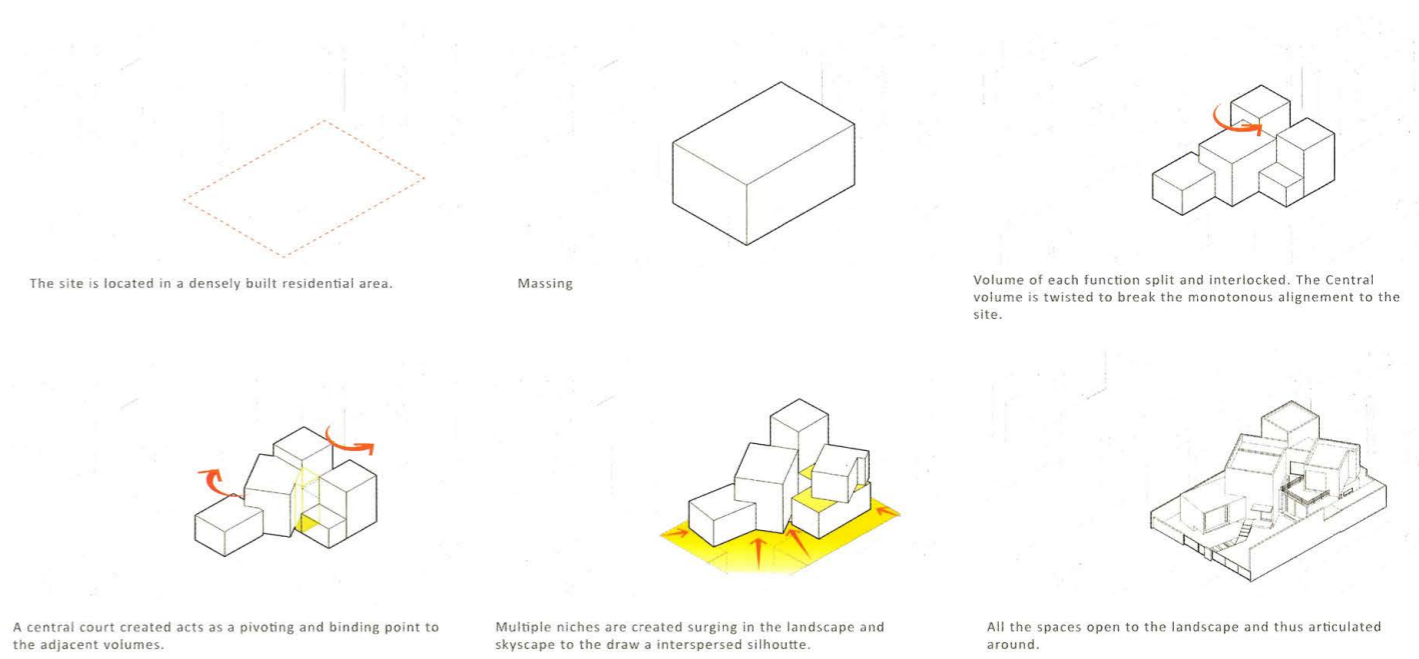 The site is located in a densely built residential area.
Massing
Volume of each function split and interlocked. The Central
volume is twisted to break the monotonous alignement to the
site.
A central court created acts as a pivoting and binding point to
the adjacent volumes.
Multiple niches are created surging in the landscape and
skyscape to the draw a interspersed silhoutte.
All the spaces open to the landscape and thus articulated
around.